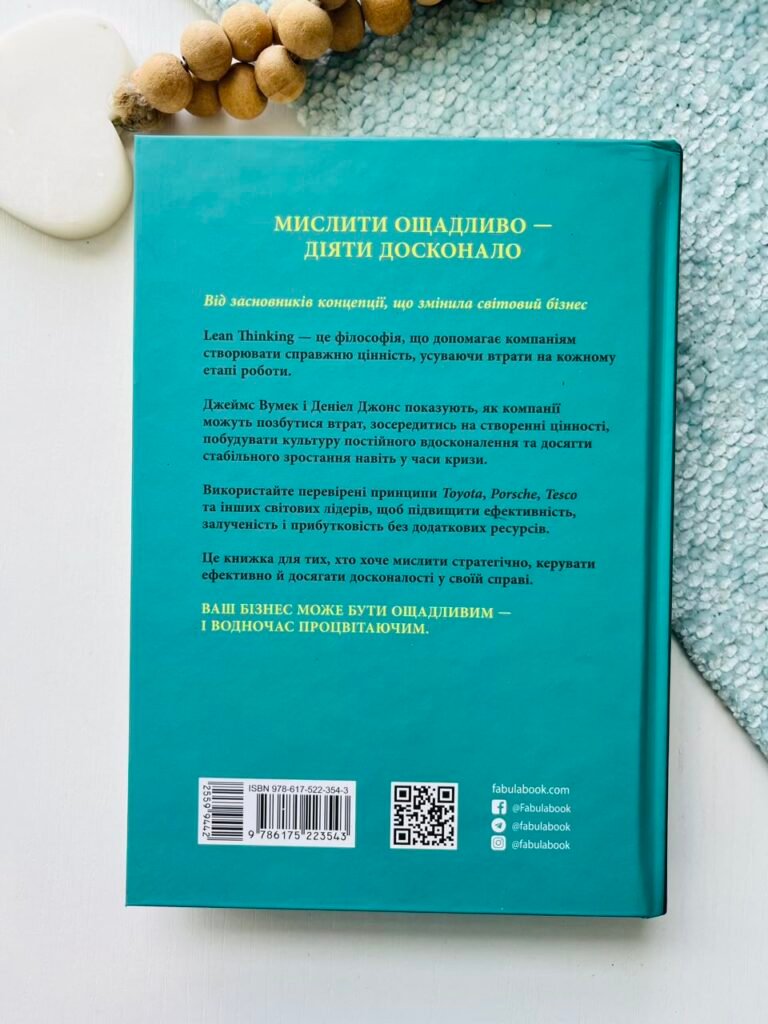 МИСЛИТИ ОЩАДЛИВО —
ДІЯТИ ДОСКОНАЛО
Від засновників концепції, що змінила світовий бізнес
Lean Thinking — це філософія, що допомагає компаніям
створювати справжню цінність, усуваючи втрати на кожному
етапі роботи.
Джеймс Вумек і Деніел Джонс показують, як компанії
можуть позбутися втрат, зосередитись на створенні цінності,
побудувати культуру постійного вдосконалення та досягти
стабільного зростання навіть у часи кризи.
Використайте перевірені принципи Toyota, Porsche, Tesco
та інших світових лідерів, щоб підвищити ефективність,
залученість і прибутковість без додаткових ресурсів.
Це книжка для тих, хто хоче мислити стратегічно, керувати
ефективно й досягати досконалості у своїй справі.
ВАШ БІЗНЕС МОЖЕ БУТИ ОЩАДЛИВИМ —
І ВОДНОЧАС ПРОЦВІТАЮЧИМ.
ISBN 978-617-522-354-3
2559 9442
9 786175 223543
fabulabook.com
@Fabulabook
@fabulabook
@fabulabook